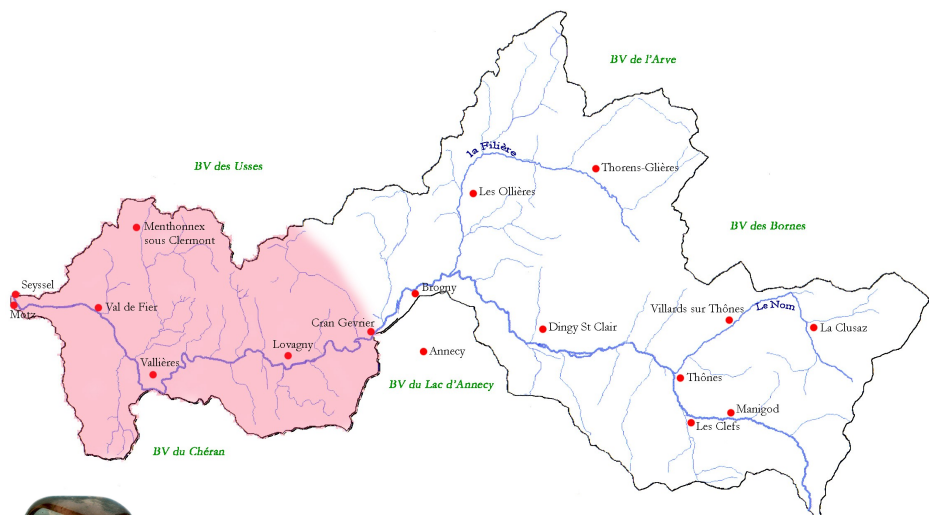 BV de l'Arve
la Filière
BV des Usses
Thorens-Glières
Les Ollières
Menthonnex
sous Clermont
BV des Bornes
Seyssel
Motz
Val de Fier
Brogny
Villards sur Thônes
Le Nom
Cran Gevrier
Dingy St Clair
La Clusaz
Lovagny
Annecy
Vallières
BV du Lac d'Annecy
Thônes
Manigod
Les Clefs
BV du Chéran